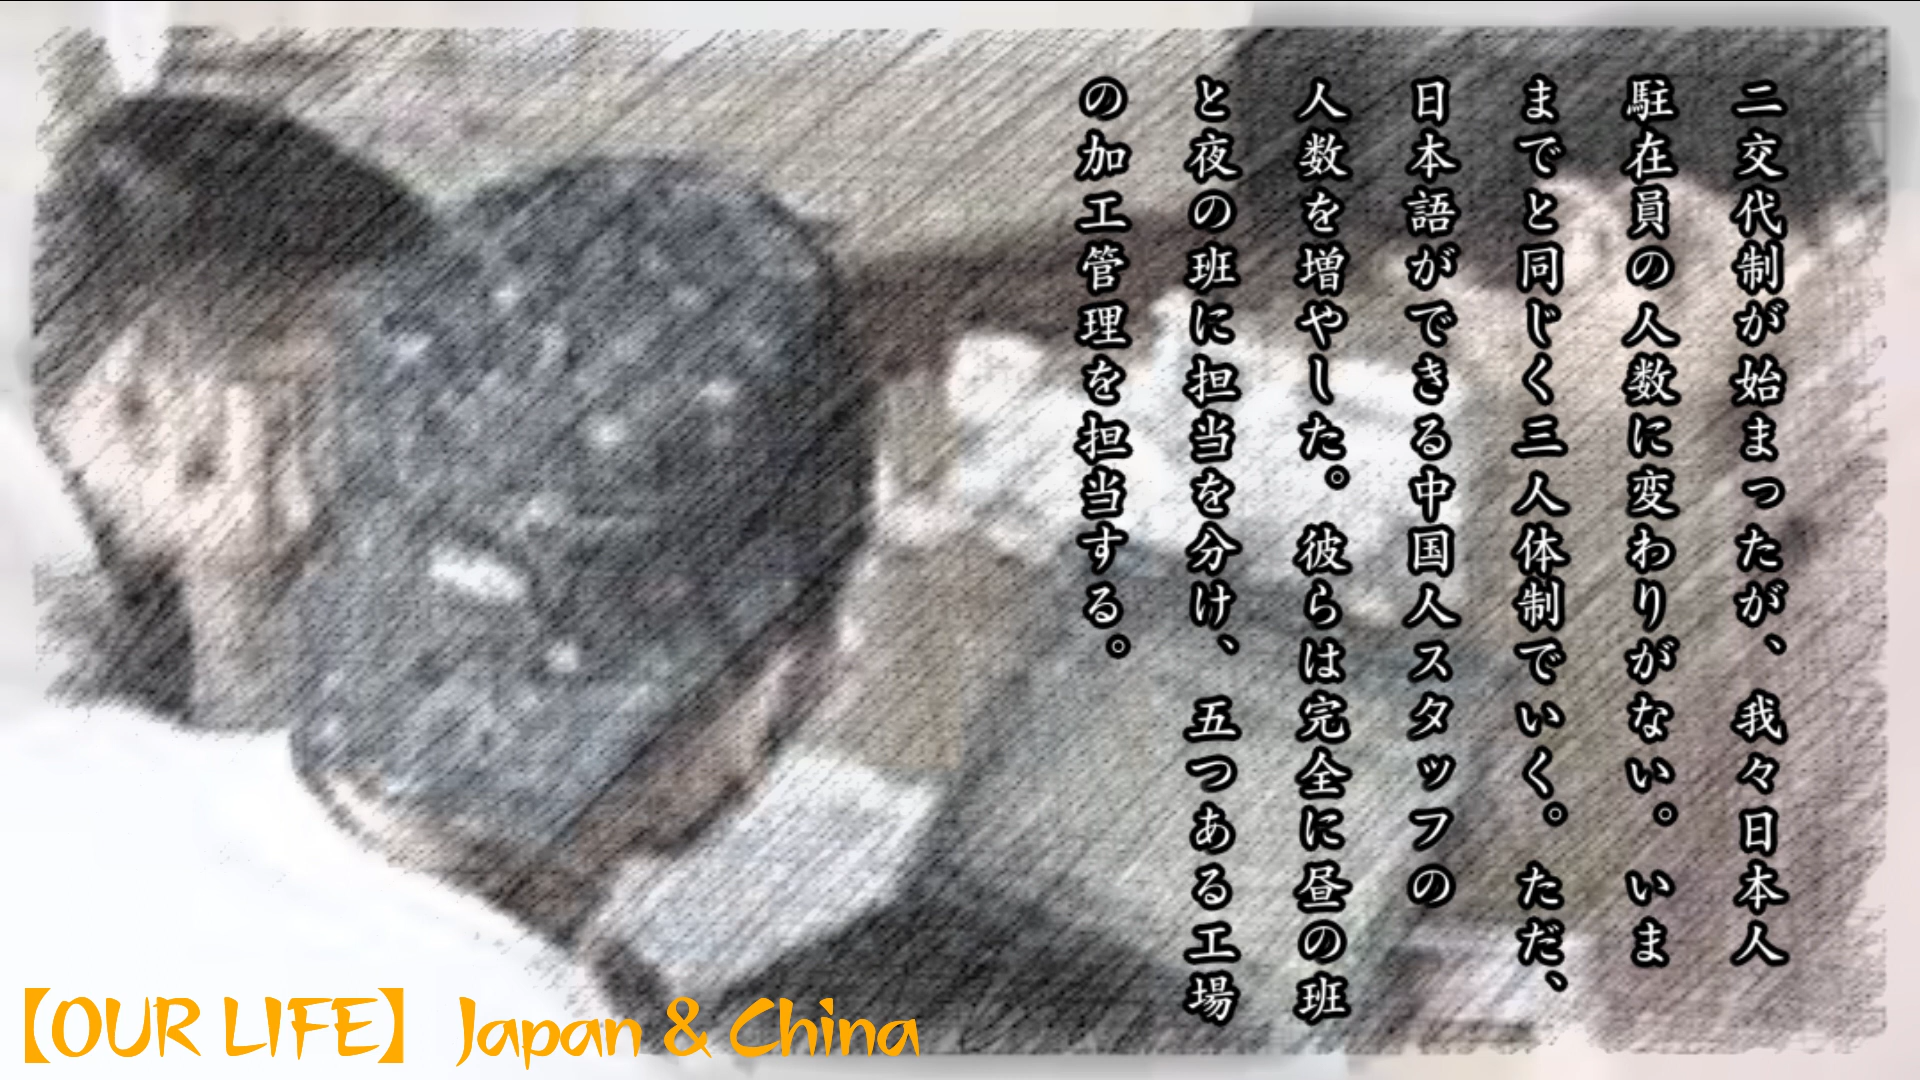 二交代制が始まったが、我々日本人
駐在員の人数に変わりがない。いま
までと同じく三人体制でいく。ただ、
日本語ができる中国人スタッフの
人数を増やした。彼らは完全に昼の班
と夜の班に担当を分け、五つある工場
の加工管理を担当する。
【OUR LIFE】 Japan & China